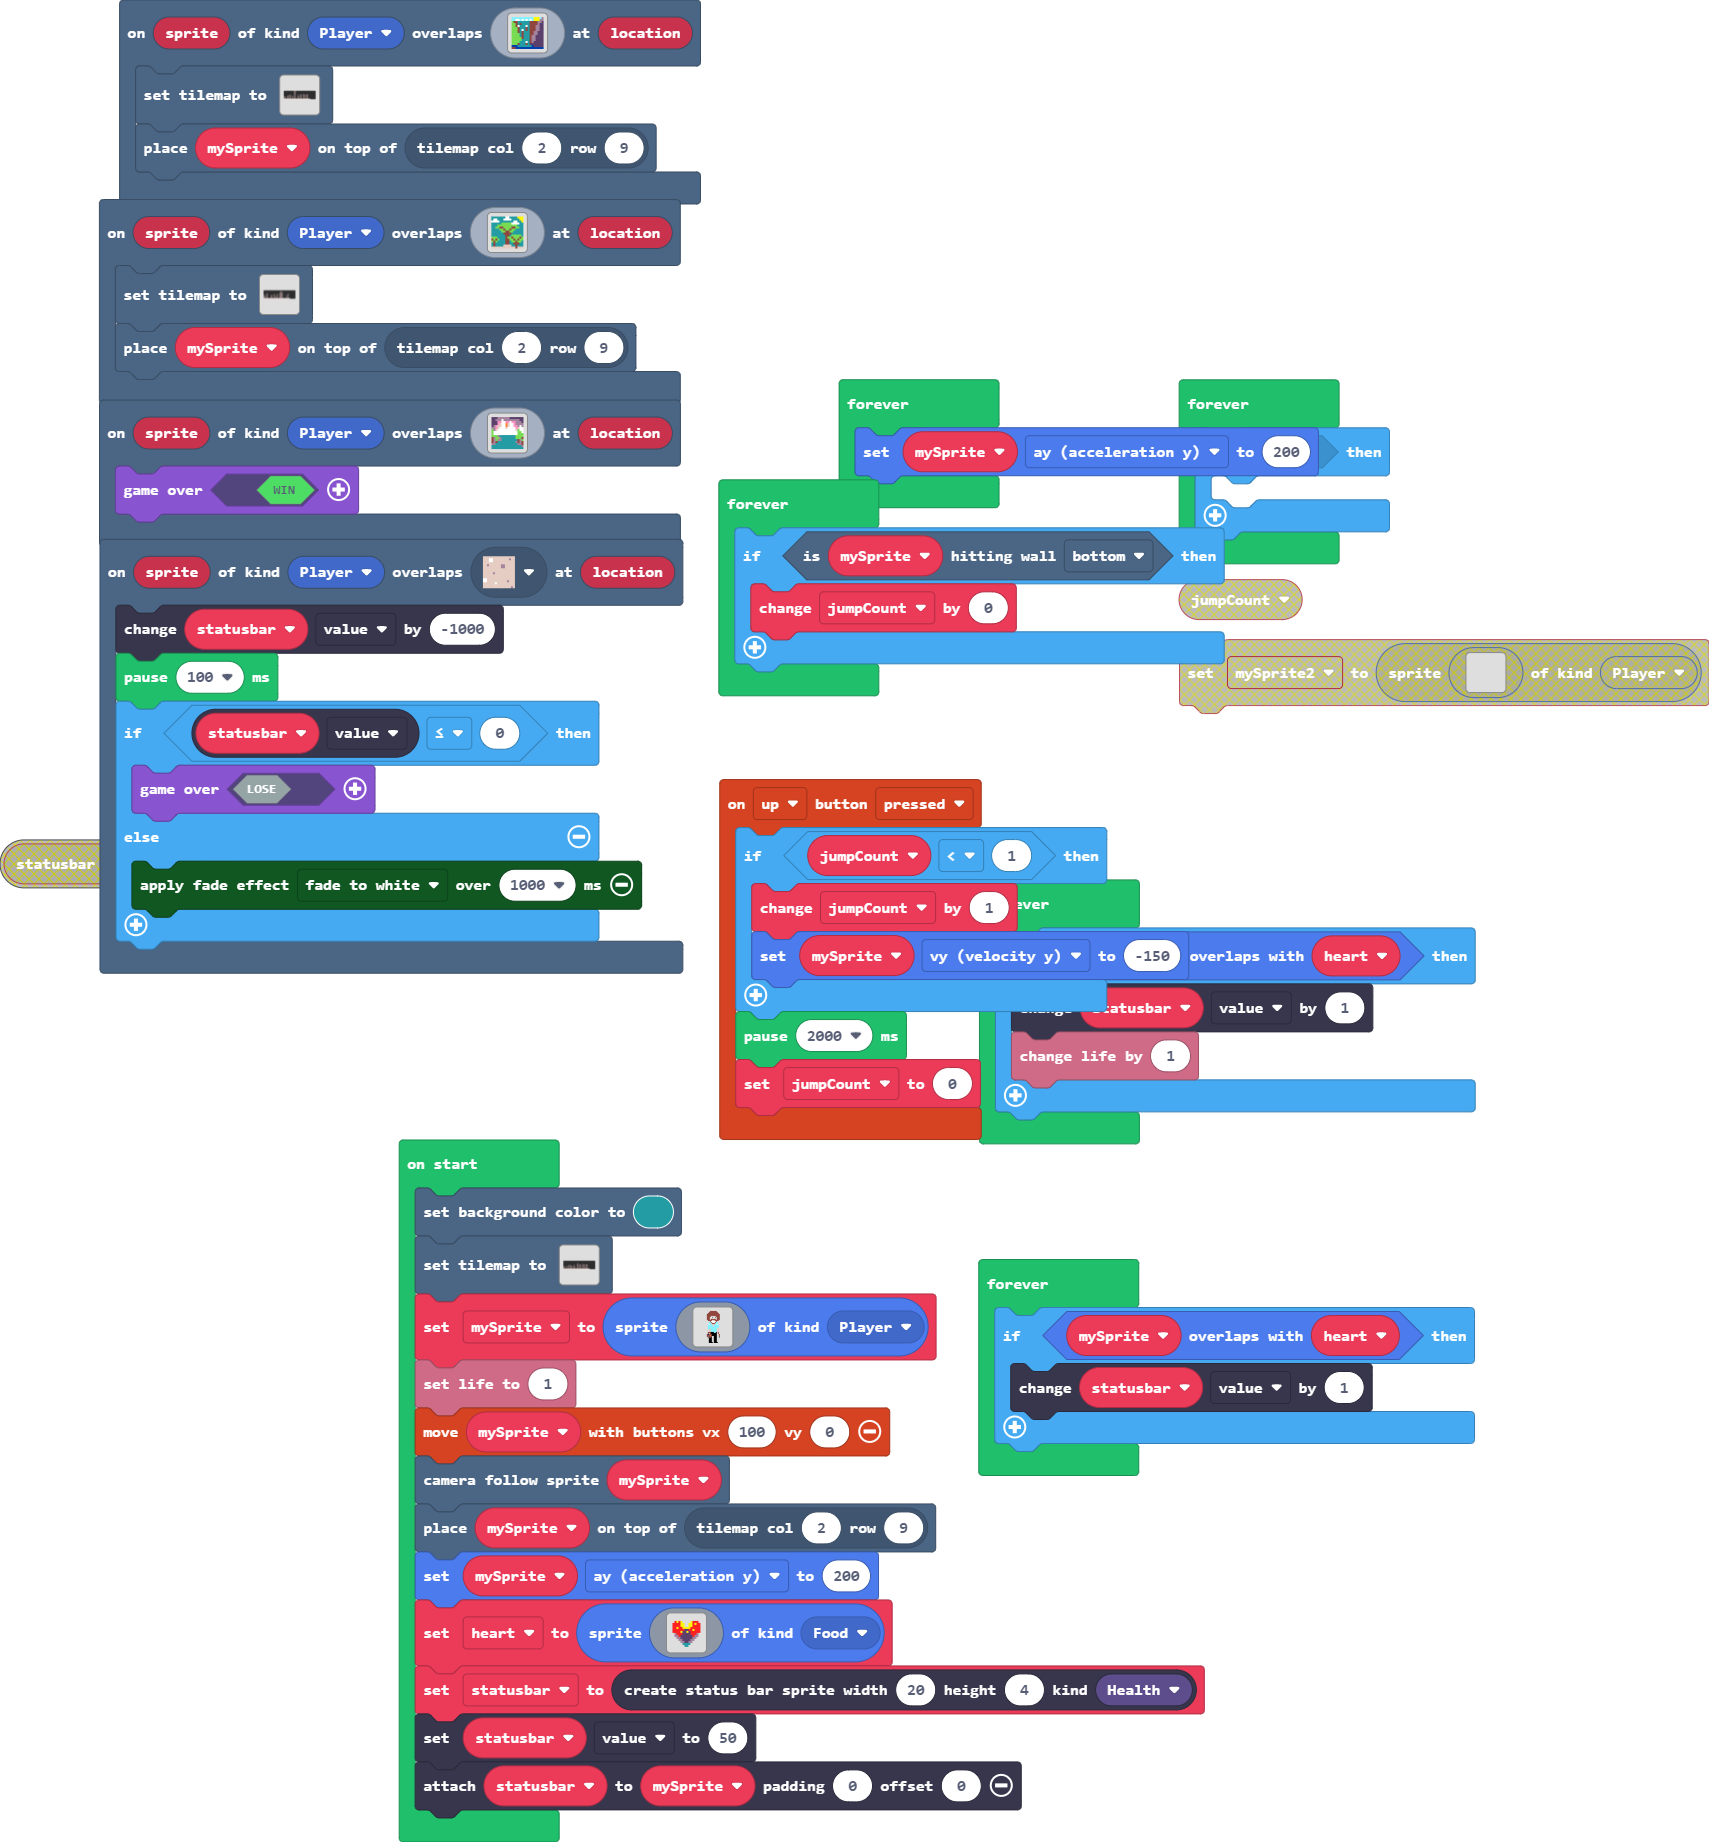 on sprite of kind Player overlaps at location
set tilemap to
place mySprite on top of tilemap col 2 row 9
on sprite of kind Player overlaps at location
set tilemap to
place mySprite on top of tilemap col 2 row 9
on sprite of kind Player overlaps at location
game over WIN
on sprite of kind Player overlaps at location
change statusbar value by -1000
pause 100 ms
if statusbar value ≤ 0 then
game over LOSE
else
statusbar
apply fade effect fade to white over 1000 ms
forever
set mySprite ay (acceleration y) to 200
forever
then
forever
if is mySprite hitting wall bottom then
change jumpCount by 0
jumpCount
set mySprite2 to sprite of kind Player
on up button pressed
if jumpCount < 1 then
change jumpCount by 1
set mySprite vy (velocity y) to -150
pause 2000 ms
set jumpCount to 0
ever
overlaps with heart then
change statusbar value by 1
change life by 1
on start
set background color to
set tilemap to
set mySprite to sprite of kind Player
set life to 1
move mySprite with buttons vx 100 vy 0
camera follow sprite mySprite
place mySprite on top of tilemap col 2 row 9
set mySprite ay (acceleration y) to 200
set heart to sprite of kind Food
set statusbar to create status bar sprite width 20 height 4 kind Health
set statusbar value to 50
attach statusbar to mySprite padding 0 offset 0
forever
if mySprite overlaps with heart then
change statusbar value by 1